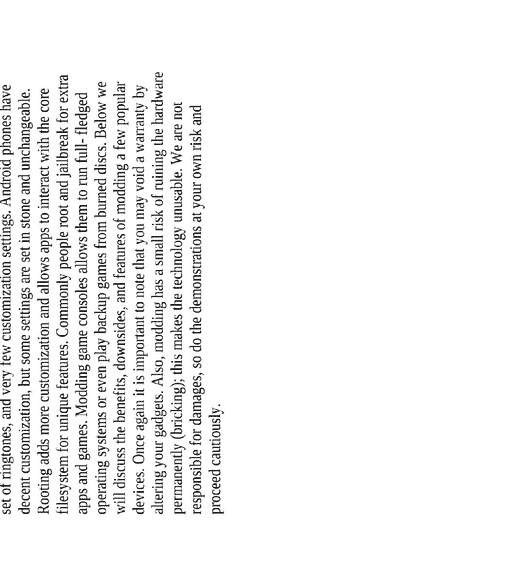 set of ringtones, and very few customization settings. Android phones have
decent customization, but some settings are set in stone and unchangeable.
Rooting adds more customization and allows apps to interact with the core
filesystem for unique features. Commonly people root and jailbreak for extra
apps and games. Modding game consoles allows them to run full- fledged
operating systems or even play backup games from burned discs. Below we
will discuss the benefits, downsides, and features of modding a few popular
devices. Once again it is important to note that you may void a warranty by
altering your gadgets. Also, modding has a small risk of ruining the hardware
permanently (bricking); this makes the technology unusable. We are not
responsible for damages, so do the demonstrations at your own risk and
proceed cautiously.